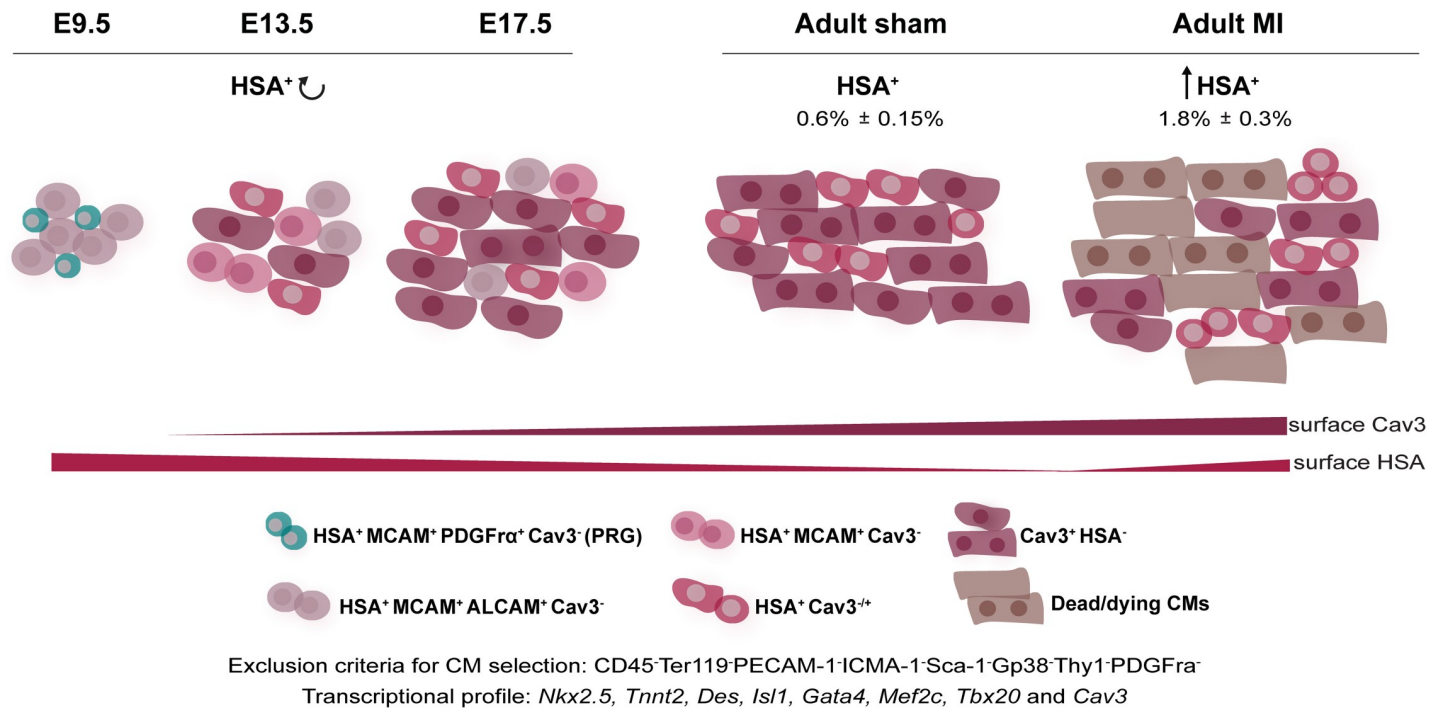 E9.5 E13.5 E17.5 Adult sham Adult MI
HSA⁺ HSA⁺ HSA⁺
0.6% ± 0.15% 1.8% ± 0.3%
surface Cav3
surface HSA
HSA⁺ MCAM⁺ PDGFrα⁺ Cav3⁻ (PRG) HSA⁺ MCAM⁺ Cav3⁻ Cav3⁺ HSA⁻
HSA⁺ MCAM⁺ ALCAM⁺ Cav3⁻ HSA⁺ Cav3⁻/⁺ Dead/dying CMs
Exclusion criteria for CM selection: CD45⁻Ter119⁻PECAM-1⁻ICMA-1⁻Sca-1⁻Gp38⁻Thy1⁻PDGFra⁻
Transcriptional profile: Nkx2.5, Tnnt2, Des, Isl1, Gata4, Mef2c, Tbx20 and Cav3